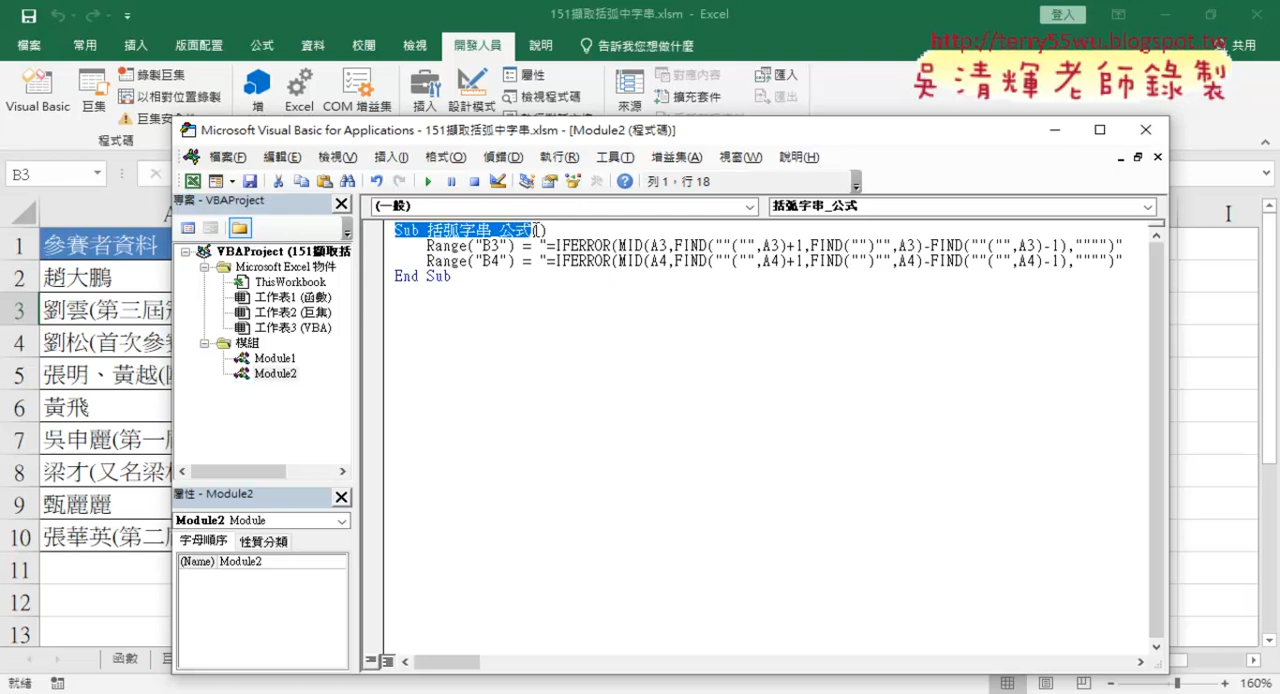 151擷取括弧中字串.xlsm - Excel
登入
檔案 常用 插入 版面配置 公式 資料 校閱 檢視 開發人員 說明 告訴我您想做什麼 共用
http://terry55wu.blogspot.tw
吳清輝老師錄製
Visual Basic 巨集 錄製巨集 以相對位置錄製 巨集安全 程式碼
增 Excel COM 增益集 插入 設計模式 屬性 檢視程式碼
來源 對應內容 擴充套件 匯入 匯出
Microsoft Visual Basic for Applications - 151擷取括弧中字串.xlsm - [Module2 (程式碼)]
檔案(F) 編輯(E) 檢視(V) 插入(I) 格式(O) 偵錯(D) 執行(R) 工具(T) 增益集(A) 視窗(W) 說明(H)
列 1，行 18
B3
專案 - VBAProject
VBAProject (151擷取括
Microsoft Excel 物件
ThisWorkbook
工作表1 (函數)
工作表2 (巨集)
工作表3 (VBA)
模組
Module1
Module2
屬性 - Module2
Module2 Module
字母順序 性質分類
(Name) Module2
(一般) 括弧字串_公式
Sub 括弧字串_公式()
Range("B3") = "=IFERROR(MID(A3,FIND(""("",A3)+1,FIND("")"",A3)-FIND(""("",A3)-1),"""")"
Range("B4") = "=IFERROR(MID(A4,FIND(""("",A4)+1,FIND("")"",A4)-FIND(""("",A4)-1),"""")"
End Sub
I
1 參賽者資料
2 趙大鵬
3 劉雲(第三屆
4 劉松(首次參賽
5 張明、黃越(
6 黃飛
7 吳申麗(第一屆
8 梁才(又名梁
9 甄麗麗
10 張華英(第二
11
12
13
函數
就緒
160%